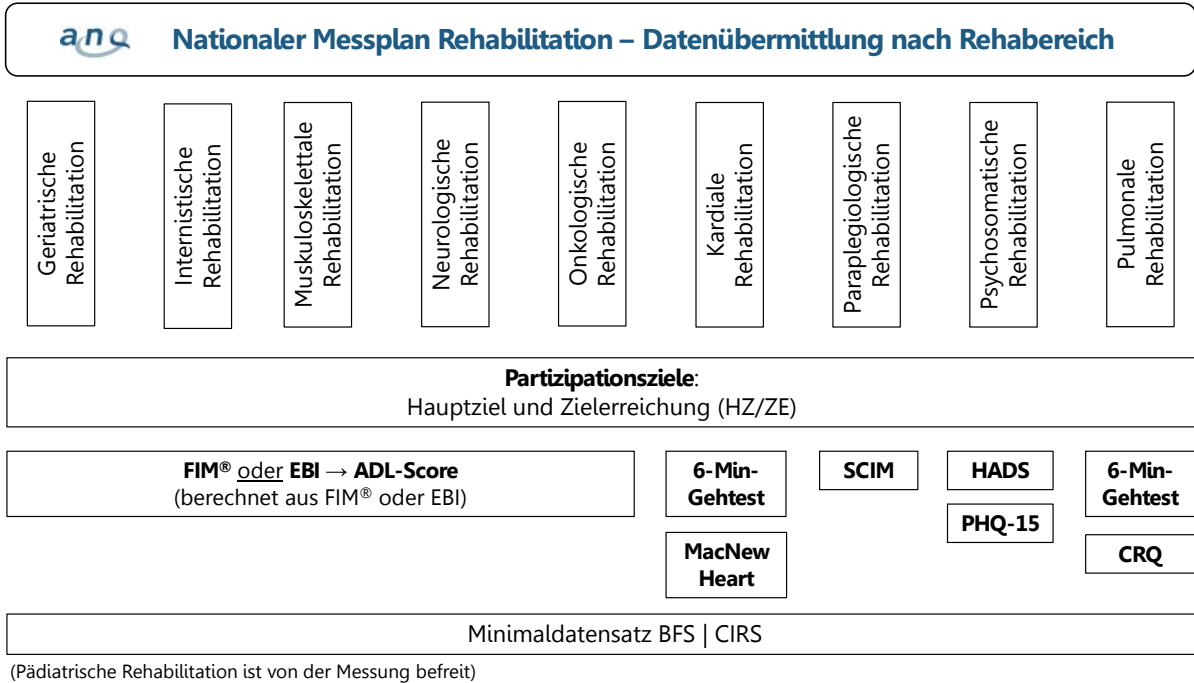 anq
Nationaler Messplan Rehabilitation – Datenübermittlung nach Rehabereich
Geriatrische
Rehabilitation
Internistische
Rehabilitation
Muskuloskelettale
Rehabilitation
Neurologische
Rehabilitation
Onkologische
Rehabilitation
Kardiale
Rehabilitation
Paraplegiologische
Rehabilitation
Psychosomatische
Rehabilitation
Pulmonale
Rehabilitation
Partizipationsziele:
Hauptziel und Zielerreichung (HZ/ZE)
FIM® oder EBI → ADL-Score
(berechnet aus FIM® oder EBI)
6-Min-
Gehtest
MacNew
Heart
SCIM
HADS
PHQ-15
6-Min-
Gehtest
CRQ
Minimaldatensatz BFS | CIRS
(Pädiatrische Rehabilitation ist von der Messung befreit)